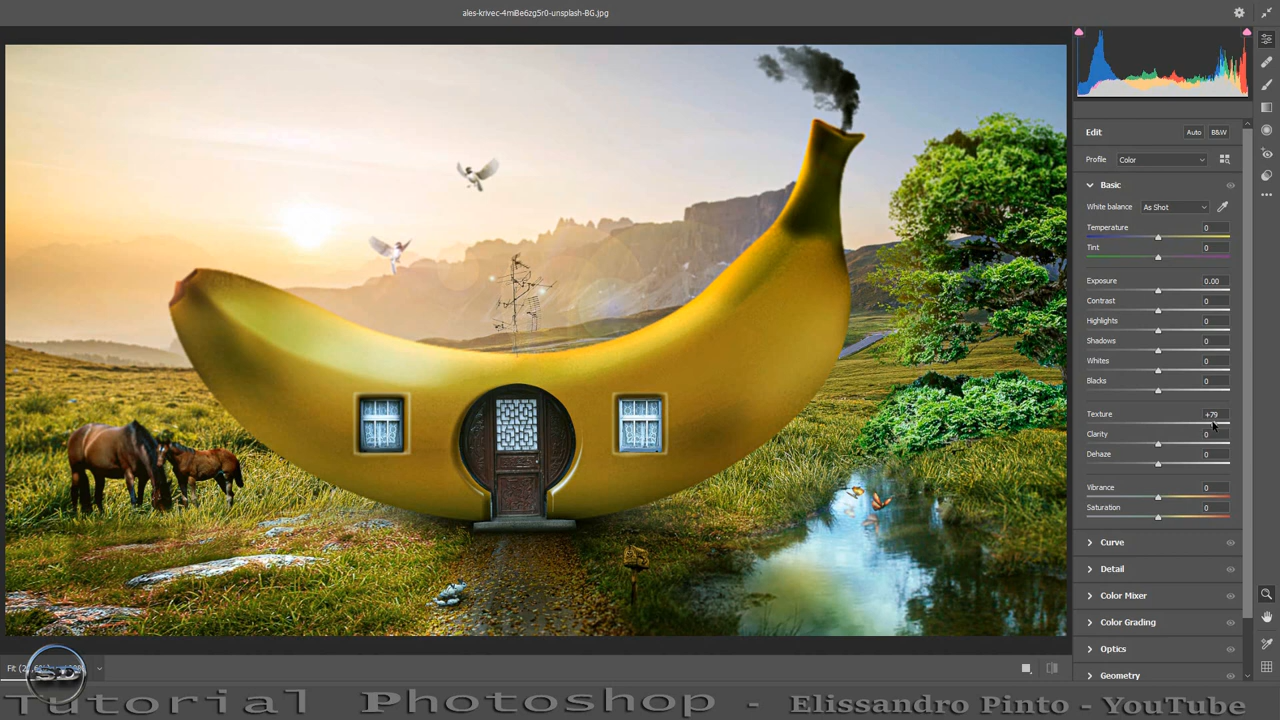 ales-krivec-4miBe6zg5r0-unsplash-BG.jpg
Edit Auto B&W
Profile Color
Basic
White balance As Shot
Temperature 0
Tint 0
Exposure 0.00
Contrast 0
Highlights 0
Shadows 0
Whites 0
Blacks 0
Texture +79
Clarity 0
Dehaze 0
Vibrance 0
Saturation 0
Curve
Detail
Color Mixer
Color Grading
Optics
Geometry
Fit
SD
Tutorial Photoshop - Elissandro Pinto - YouTube